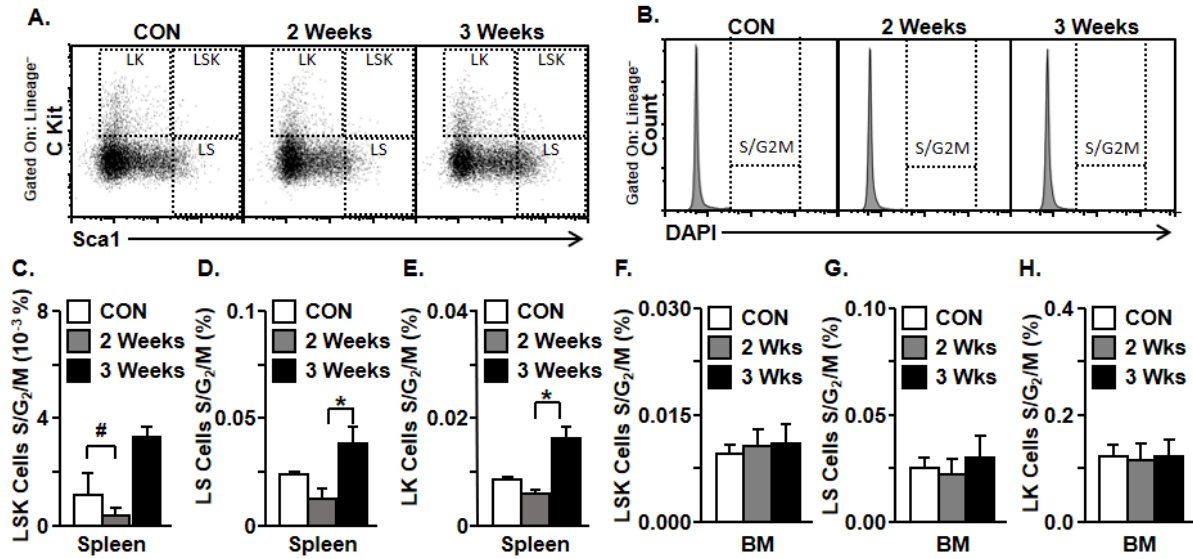 A.
CON 2 Weeks 3 Weeks
Gated On: Lineage⁻
C Kit
LK LSK LK LSK LK LSK
LS LS LS
Sca1
B.
CON 2 Weeks 3 Weeks
Gated On: Lineage⁻
Count
S/G2M S/G2M S/G2M
DAPI
C.
LSK Cells S/G₂/M (10⁻³ %)
8
4
0
CON
2 Weeks
3 Weeks
#
Spleen
D.
LS Cells S/G₂/M (%)
0.1
0.05
0
CON
2 Weeks
3 Weeks
*
Spleen
E.
LK Cells S/G₂/M (%)
0.04
0.02
0
CON
2 Weeks
3 Weeks
*
Spleen
F.
LSK Cells S/G₂/M (%)
0.030
0.015
0.000
CON
2 Wks
3 Wks
BM
G.
LS Cells S/G₂/M (%)
0.10
0.05
0.00
CON
2 Wks
3 Wks
BM
H.
LK Cells S/G₂/M (%)
0.4
0.2
0.0
CON
2 Wks
3 Wks
BM